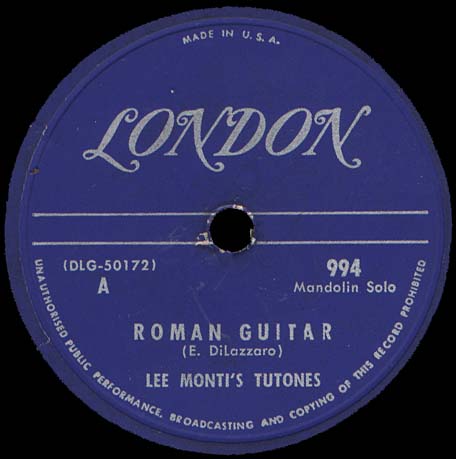 MADE IN U.S.A.
LONDON
(DLG-50172)
A
994
Mandolin Solo
ROMAN GUITAR
(E. DiLazzaro)
LEE MONTI'S TUTONES
UNAUTHORISED PUBLIC PERFORMANCE, BROADCASTING AND COPYING OF THIS RECORD PROHIBITED